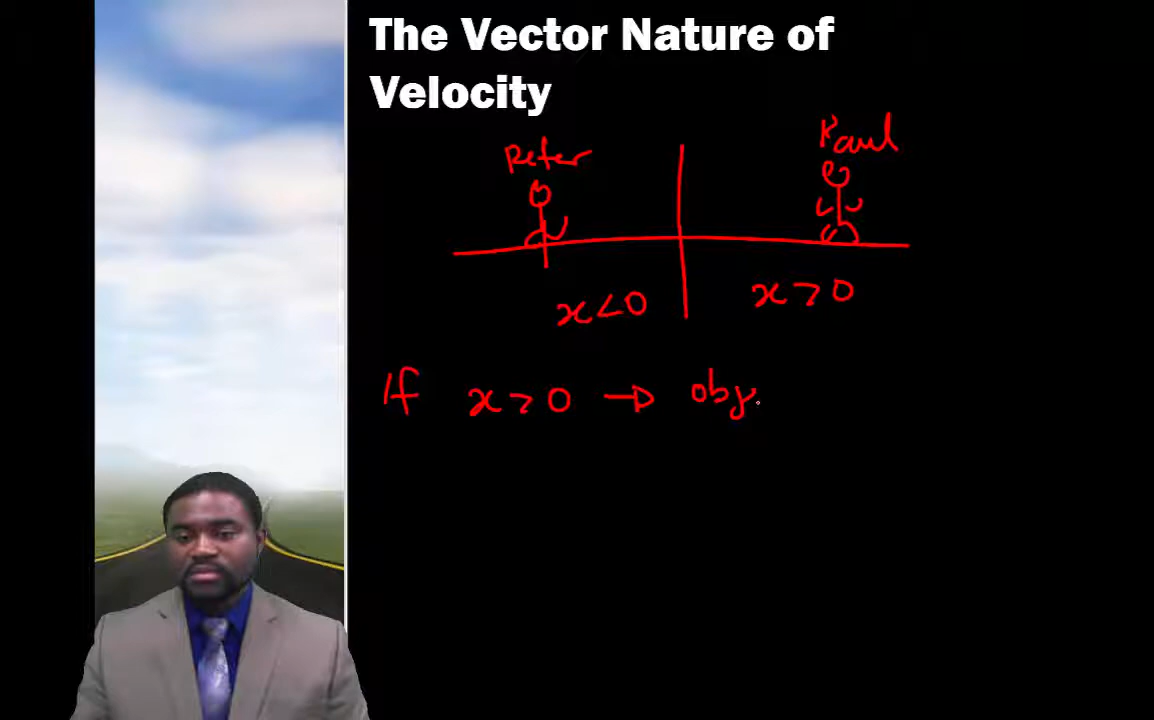 The Vector Nature of
Velocity
Peter
Paul
x<0
x>0
If x>0 → obj